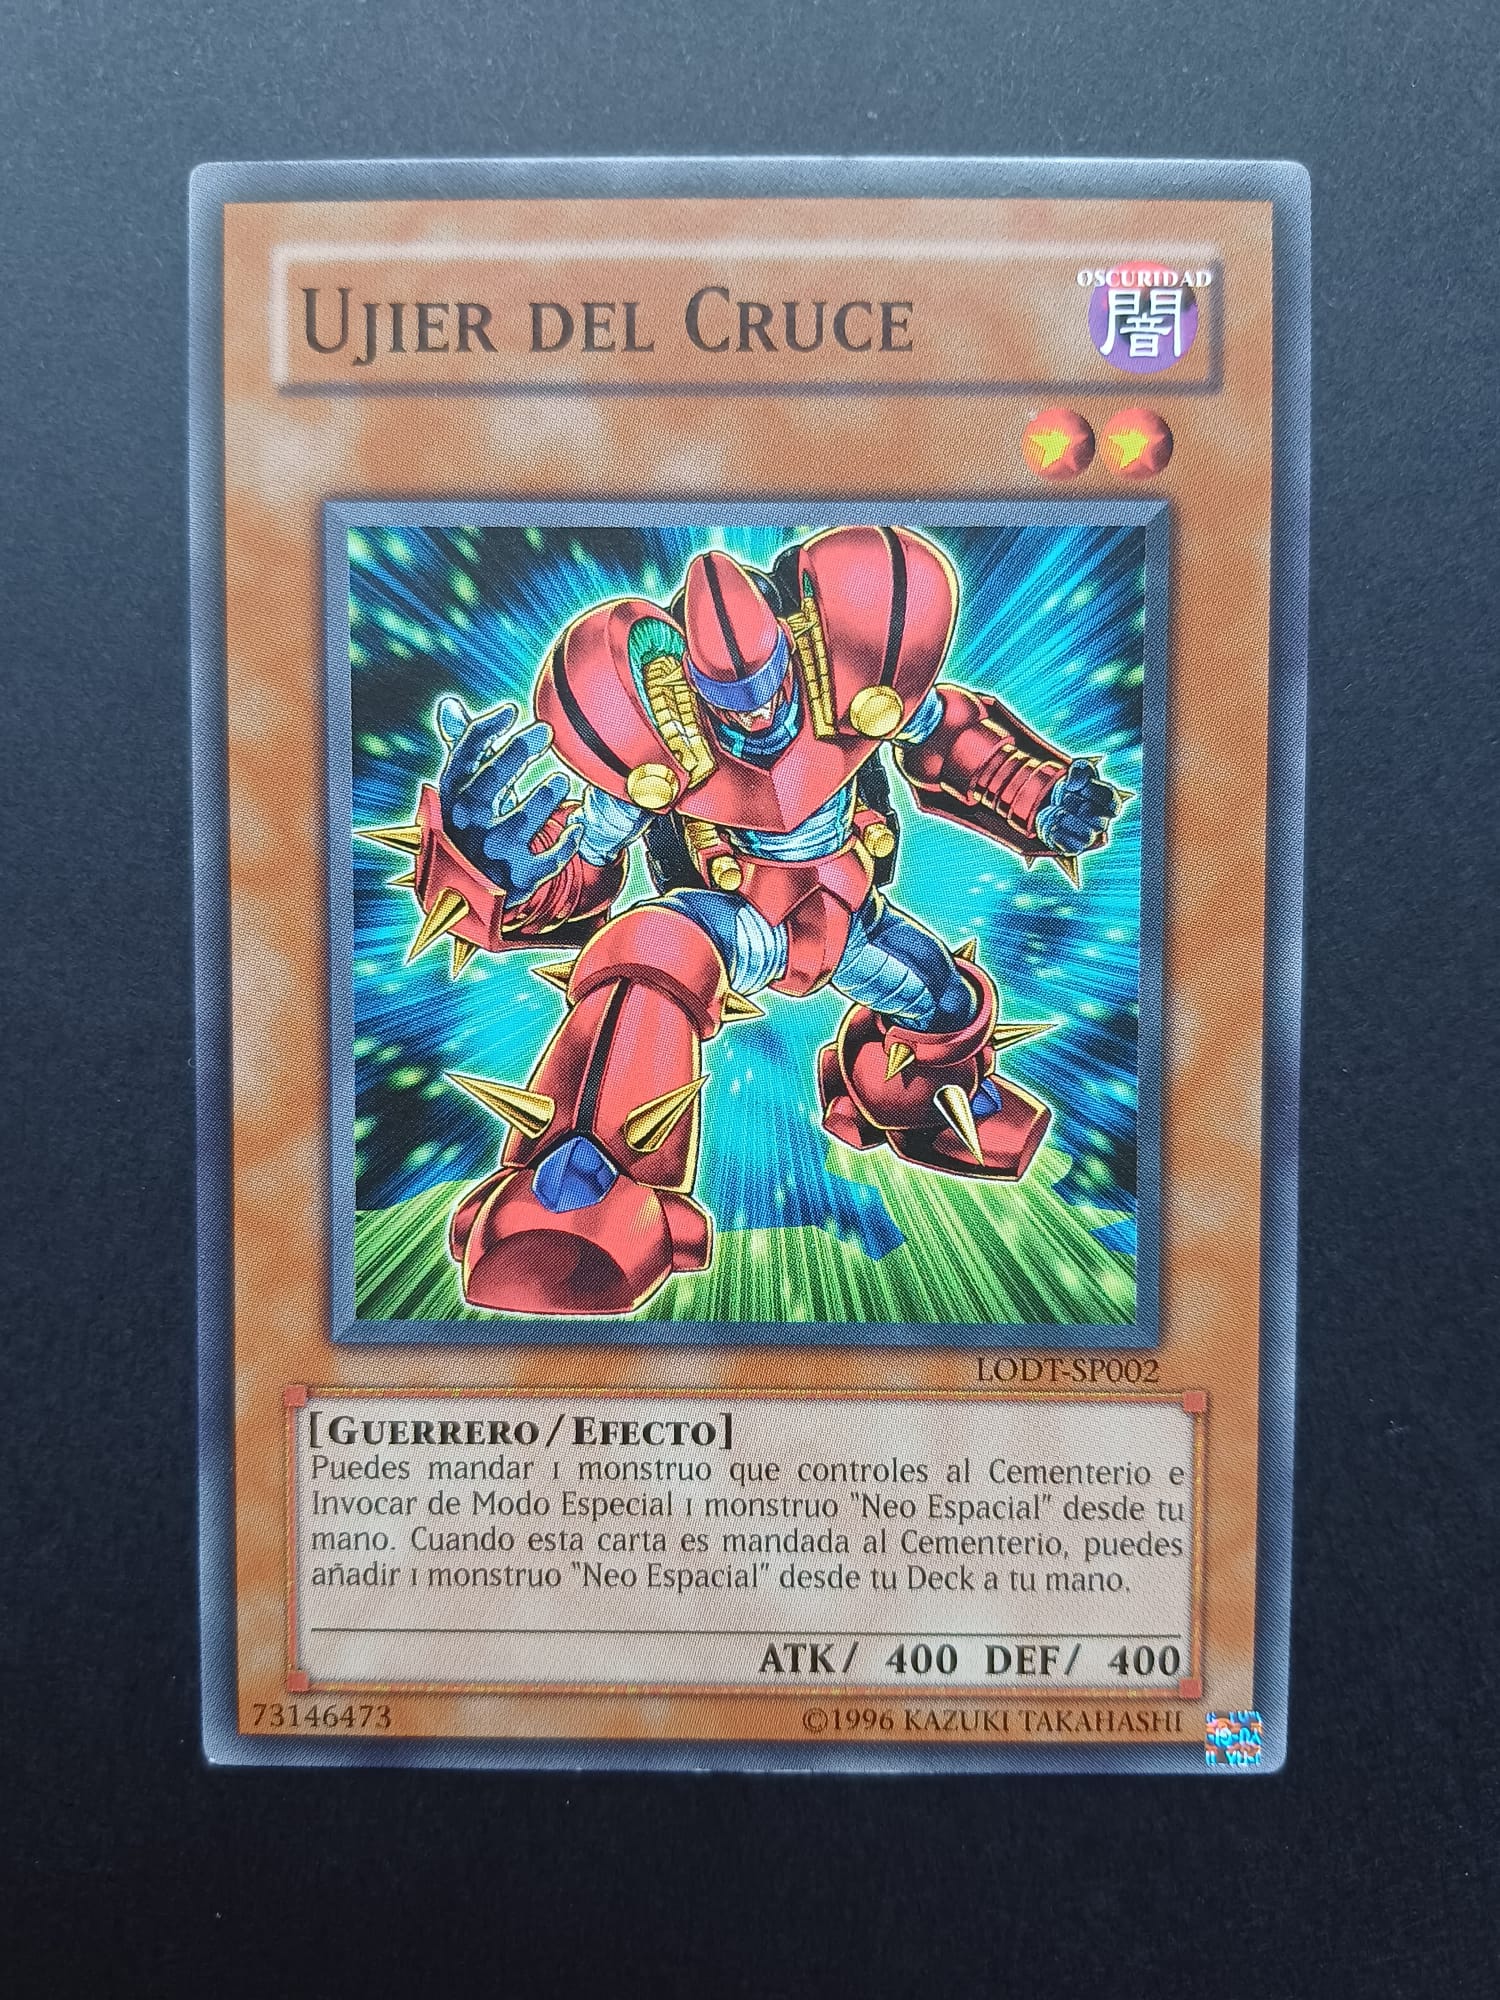 UJIER DEL CRUCE
OSCURIDAD
闇
LODT-SP002
[GUERRERO/EFECTO]
Puedes mandar 1 monstruo que controles al Cementerio e
Invocar de Modo Especial 1 monstruo "Neo Espacial" desde tu
mano. Cuando esta carta es mandada al Cementerio, puedes
añadir 1 monstruo "Neo Espacial" desde tu Deck a tu mano.
ATK/ 400 DEF/ 400
73146473
©1996 KAZUKI TAKAHASHI